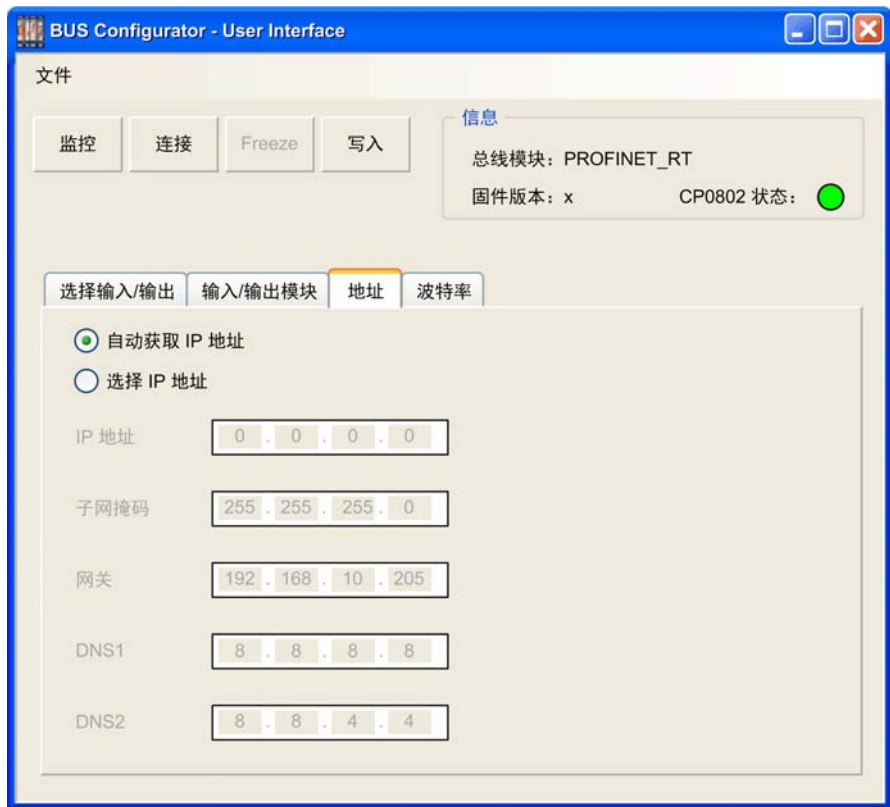 BUS Configurator - User Interface
文件
监控 连接 Freeze 写入
信息
总线模块：PROFINET_RT
固件版本：x CP0802 状态：
选择输入/输出 输入/输出模块 地址 波特率
自动获取 IP 地址
选择 IP 地址
IP 地址 0 . 0 . 0 . 0
子网掩码 255 . 255 . 255 . 0
网关 192 . 168 . 10 . 205
DNS1 8 . 8 . 8 . 8
DNS2 8 . 8 . 4 . 4